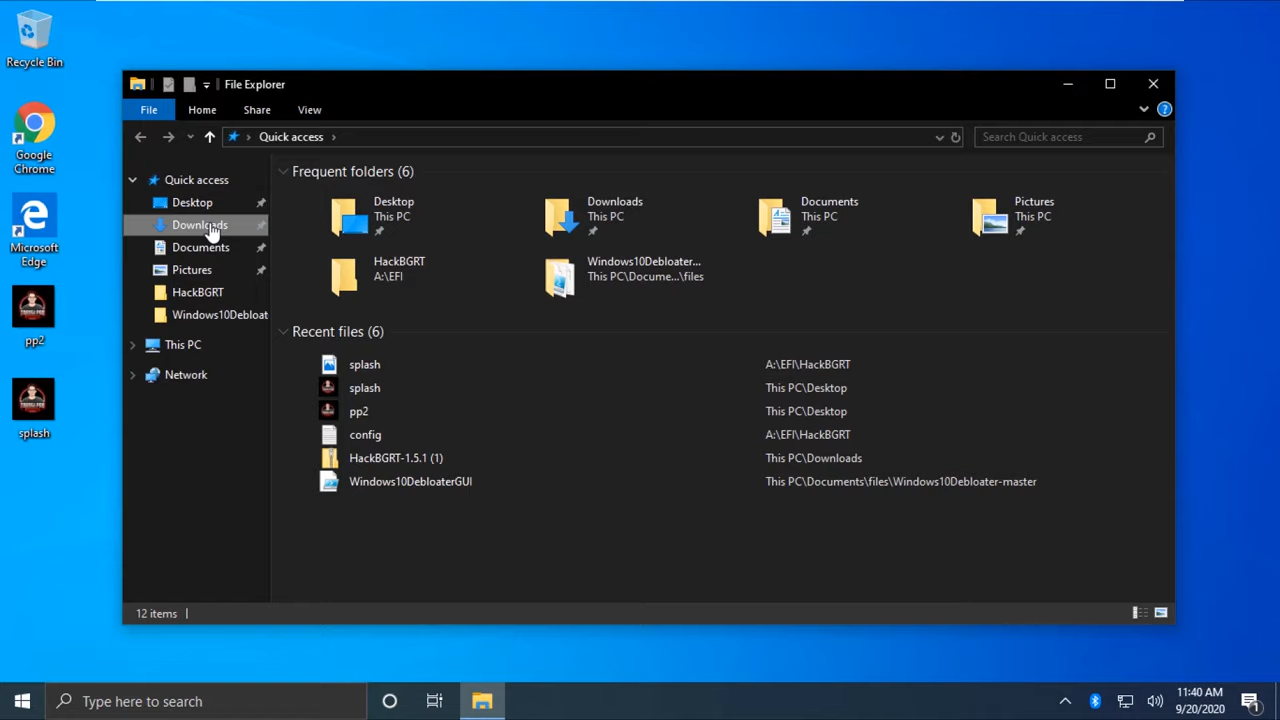 Recycle Bin
Google
Chrome
Microsoft
Edge
pp2
splash
File Explorer
File
Home
Share
View
Quick access
Search Quick access
Quick access
Desktop
Downloads
Documents
Pictures
HackBGRT
Windows10Debloat
This PC
Network
Frequent folders (6)
Desktop
This PC
Downloads
This PC
Documents
This PC
Pictures
This PC
HackBGRT
A:\EFI
Windows10Debloater...
This PC\Docume...\files
Recent files (6)
splash A:\EFI\HackBGRT
splash This PC\Desktop
pp2 This PC\Desktop
config A:\EFI\HackBGRT
HackBGRT-1.5.1 (1) This PC\Downloads
Windows10DebloaterGUI This PC\Documents\files\Windows10Debloater-master
12 items
Type here to search
11:40 AM
9/20/2020
1